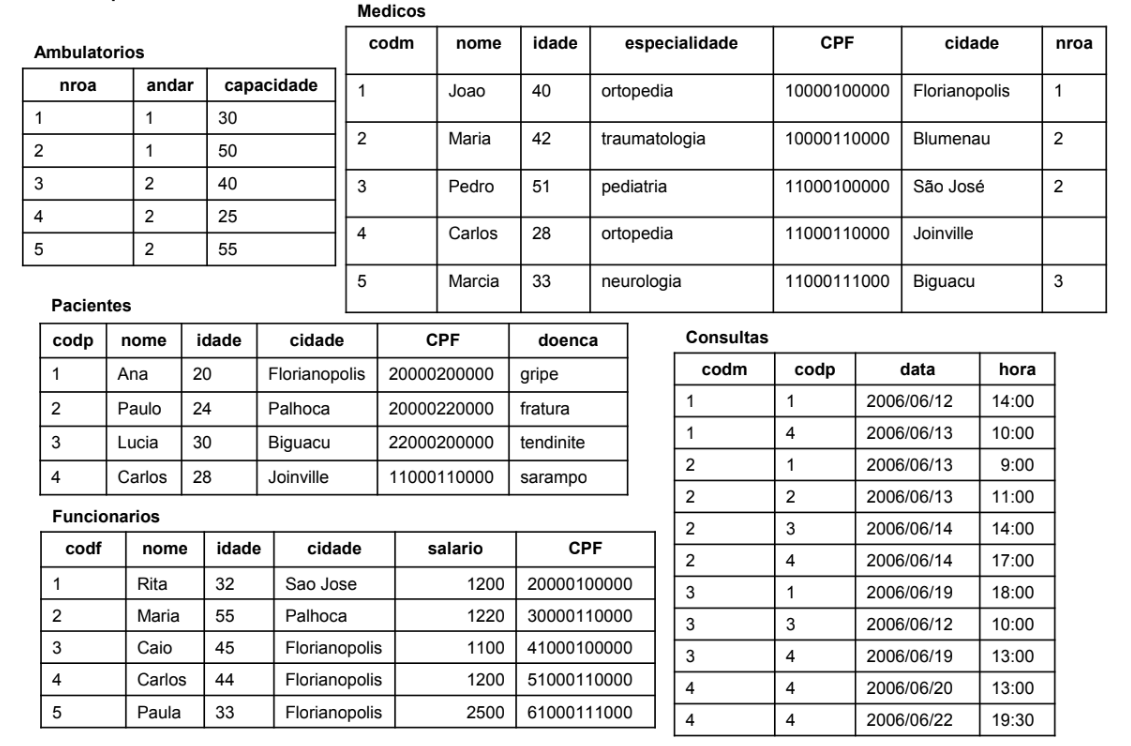 Ambulatorios
nroa andar capacidade
1 1 30
2 1 50
3 2 40
4 2 25
5 2 55
Medicos
codm nome idade especialidade CPF cidade nroa
1 Joao 40 ortopedia 10000100000 Florianopolis 1
2 Maria 42 traumatologia 10000110000 Blumenau 2
3 Pedro 51 pediatria 11000100000 São José 2
4 Carlos 28 ortopedia 11000110000 Joinville
5 Marcia 33 neurologia 11000111000 Biguacu 3
Pacientes
codp nome idade cidade CPF doenca
1 Ana 20 Florianopolis 20000200000 gripe
2 Paulo 24 Palhoca 20000220000 fratura
3 Lucia 30 Biguacu 22000200000 tendinite
4 Carlos 28 Joinville 11000110000 sarampo
Consultas
codm codp data hora
1 1 2006/06/12 14:00
1 4 2006/06/13 10:00
2 1 2006/06/13 9:00
2 2 2006/06/13 11:00
2 3 2006/06/14 14:00
2 4 2006/06/14 17:00
3 1 2006/06/19 18:00
3 3 2006/06/12 10:00
3 4 2006/06/19 13:00
4 4 2006/06/20 13:00
4 4 2006/06/22 19:30
Funcionarios
codf nome idade cidade salario CPF
1 Rita 32 Sao Jose 1200 20000100000
2 Maria 55 Palhoca 1220 30000110000
3 Caio 45 Florianopolis 1100 41000100000
4 Carlos 44 Florianopolis 1200 51000110000
5 Paula 33 Florianopolis 2500 61000111000